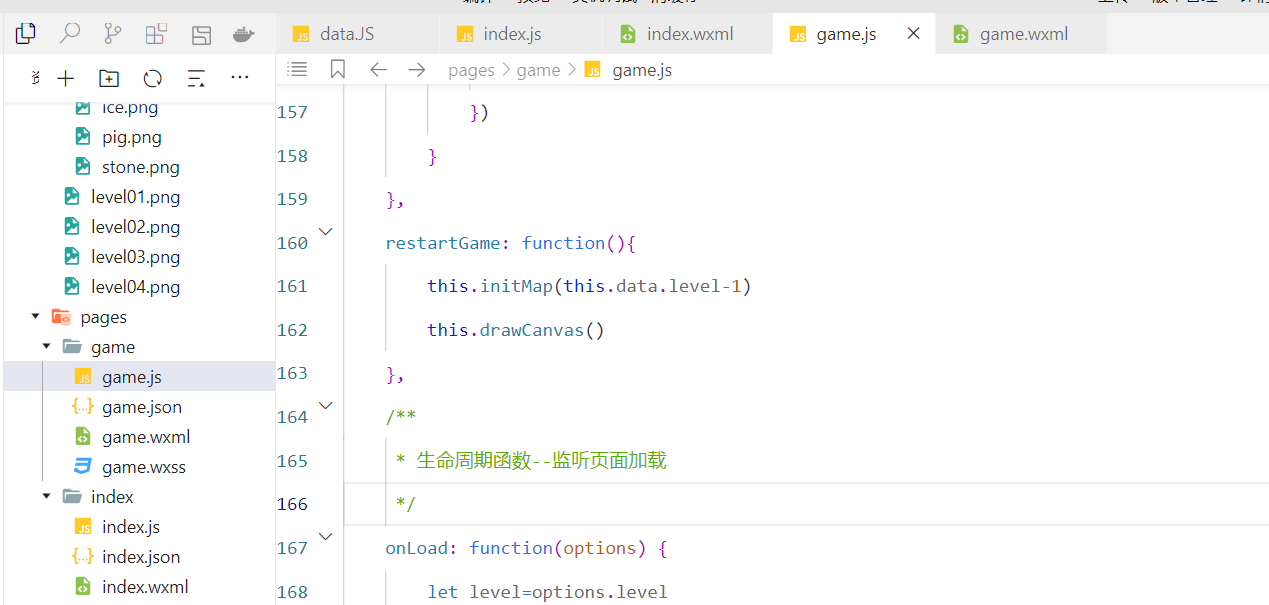 data.JS
index.js
index.wxml
game.js
game.wxml
pages
game
game.js
ice.png
pig.png
stone.png
level01.png
level02.png
level03.png
level04.png
pages
game
game.js
game.json
game.wxml
game.wxss
index
index.js
index.json
index.wxml
157 })
158 }
159 },
160 restartGame: function(){
161 this.initMap(this.data.level-1)
162 this.drawCanvas()
163 },
164 /**
165 * 生命周期函数--监听页面加载
166 */
167 onLoad: function(options) {
168 let level=options.level